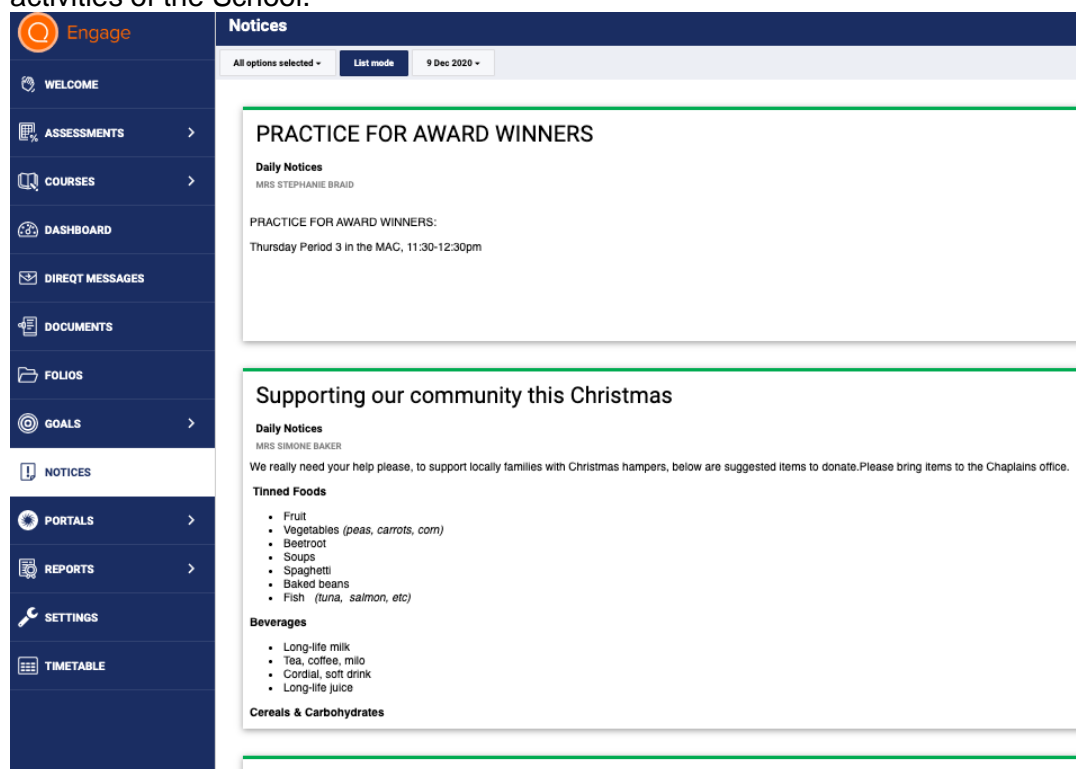 activities of the School.
Engage
WELCOME
ASSESSMENTS
COURSES
DASHBOARD
DIREQT MESSAGES
DOCUMENTS
FOLIOS
GOALS
NOTICES
PORTALS
REPORTS
SETTINGS
TIMETABLE
Notices
All options selected
List mode
9 Dec 2020
PRACTICE FOR AWARD WINNERS
Daily Notices
MRS STEPHANIE BRAID
PRACTICE FOR AWARD WINNERS:
Thursday Period 3 in the MAC, 11:30-12:30pm
Supporting our community this Christmas
Daily Notices
MRS SIMONE BAKER
We really need your help please, to support locally families with Christmas hampers, below are suggested items to donate.Please bring items to the Chaplains office.
Tinned Foods
• Fruit
• Vegetables (peas, carrots, corn)
• Beetroot
• Soups
• Spaghetti
• Baked beans
• Fish (tuna, salmon, etc)
Beverages
• Long-life milk
• Tea, coffee, milo
• Cordial, soft drink
• Long-life juice
Cereals & Carbohydrates